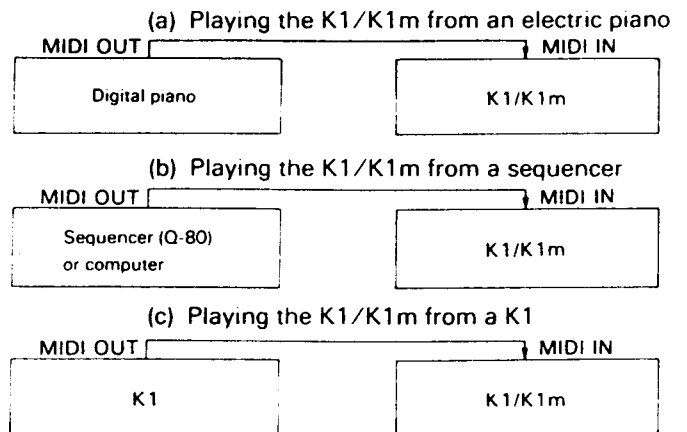 (a) Playing the K1/K1m from an electric piano
MIDI OUT MIDI IN
Digital piano K1/K1m
(b) Playing the K1/K1m from a sequencer
MIDI OUT MIDI IN
Sequencer (Q-80)
or computer
K1/K1m
(c) Playing the K1/K1m from a K1
MIDI OUT MIDI IN
K1 K1/K1m